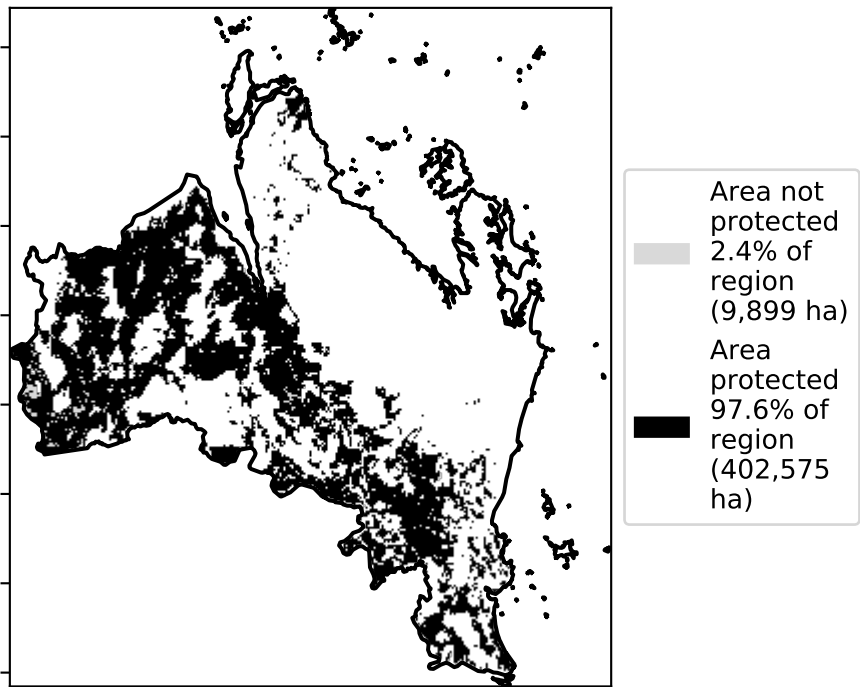 Area not
protected
2.4% of
region
(9,899 ha)
Area
protected
97.6% of
region
(402,575
ha)